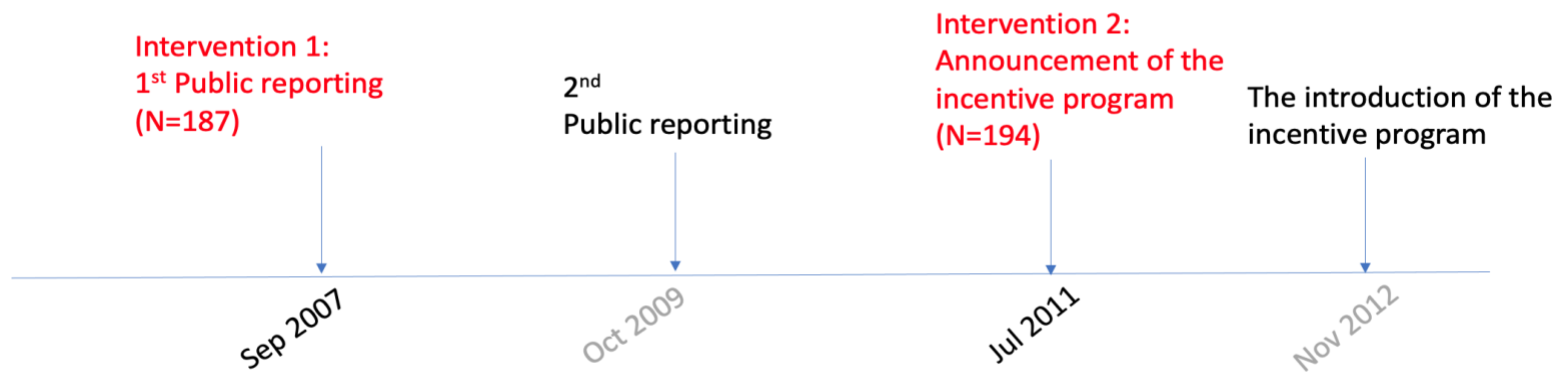 Intervention 1:
1st Public reporting
(N=187)
2nd
Public reporting
Intervention 2:
Announcement of the
incentive program
(N=194)
The introduction of the
incentive program
Sep 2007
Oct 2009
Jul 2011
Nov 2012